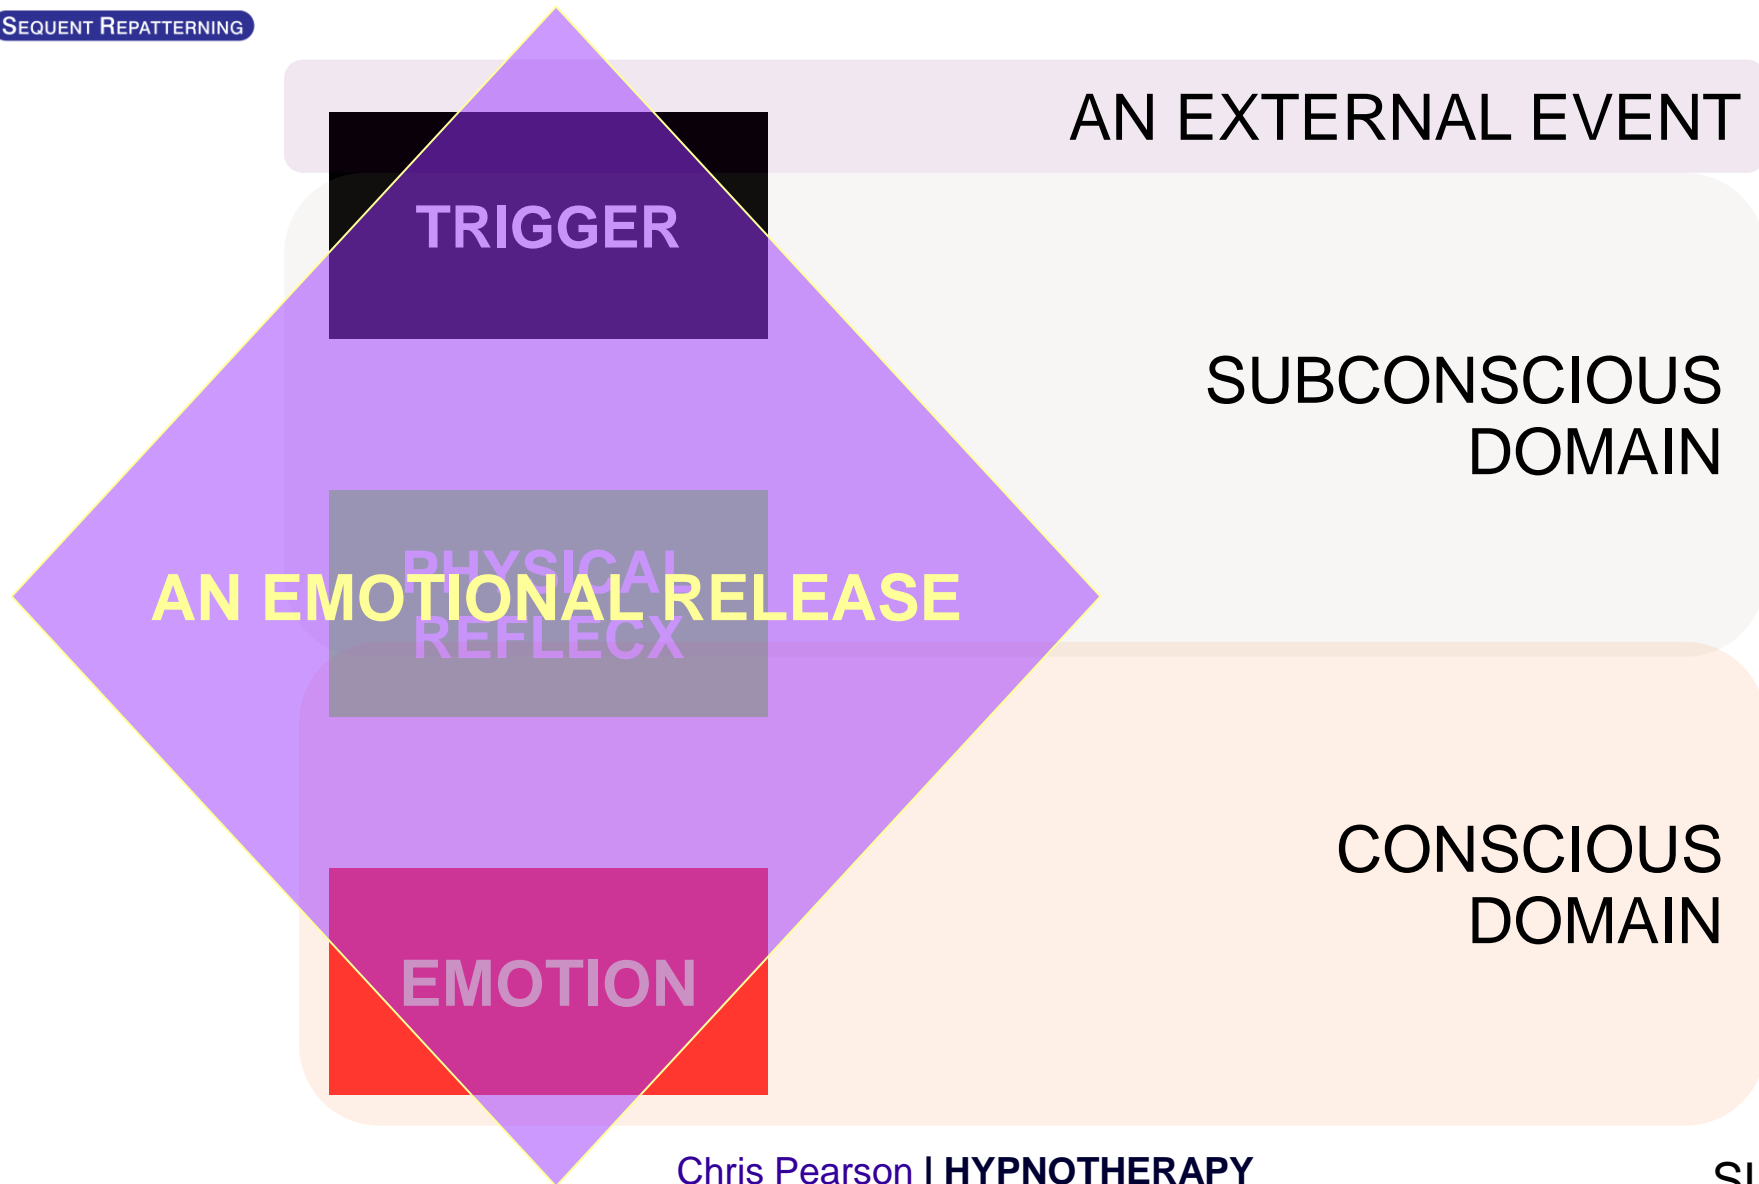 SEQUENT REPATTERNING
AN EXTERNAL EVENT
TRIGGER
SUBCONSCIOUS
DOMAIN
PHYSICAL
REFLECX
AN EMOTIONAL RELEASE
CONSCIOUS
DOMAIN
EMOTION
Chris Pearson | HYPNOTHERAPY